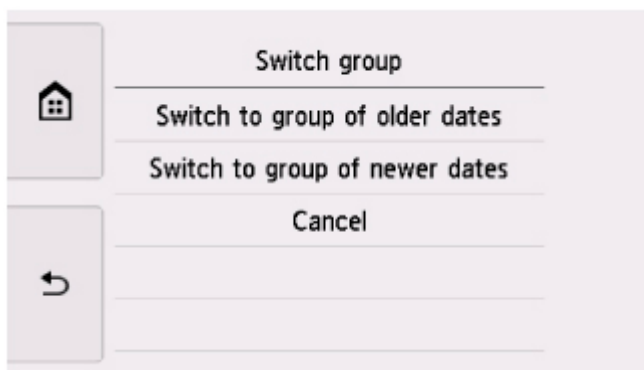 Switch group
Switch to group of older dates
Switch to group of newer dates
Cancel